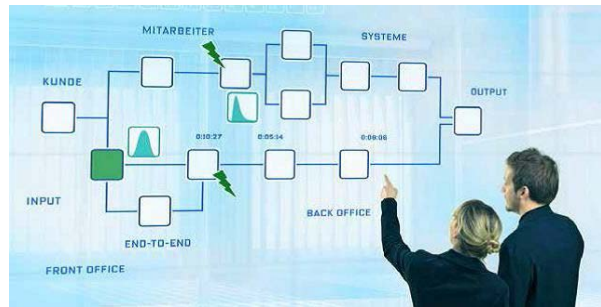 MITARBEITER
SYSTEME
KUNDE
OUTPUT
0:10:27
0:05:14
0:08:06
INPUT
BACK OFFICE
END-TO-END
FRONT OFFICE